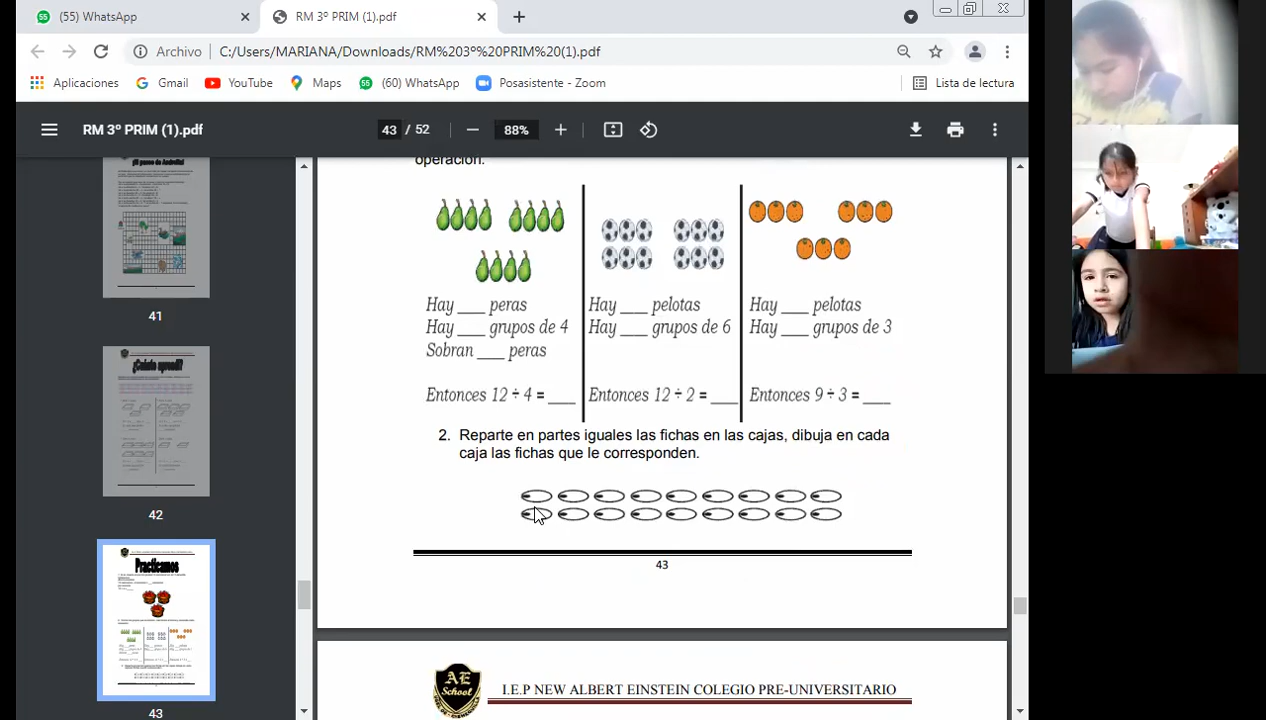 (55) WhatsApp
RM 3º PRIM (1).pdf
Archivo
C:/Users/MARIANA/Downloads/RM%203º%20PRIM%20(1).pdf
Aplicaciones
Gmail
YouTube
Maps
(60) WhatsApp
Posasistente - Zoom
Lista de lectura
RM 3º PRIM (1).pdf
43 / 52
88%
41
¿Cuánto aprendí?
42
Practicamos
43
operación.
Hay ___ peras
Hay ___ grupos de 4
Sobran ___ peras
Entonces 12 ÷ 4 = ___
Hay ___ pelotas
Hay ___ grupos de 6
Entonces 12 ÷ 2 = ___
Hay ___ pelotas
Hay ___ grupos de 3
Entonces 9 ÷ 3 = ___
2. Reparte en partes iguales las fichas en las cajas, dibuja en cada
caja las fichas que le corresponden.
43
AE
School
I.E.P NEW ALBERT EINSTEIN COLEGIO PRE-UNIVERSITARIO